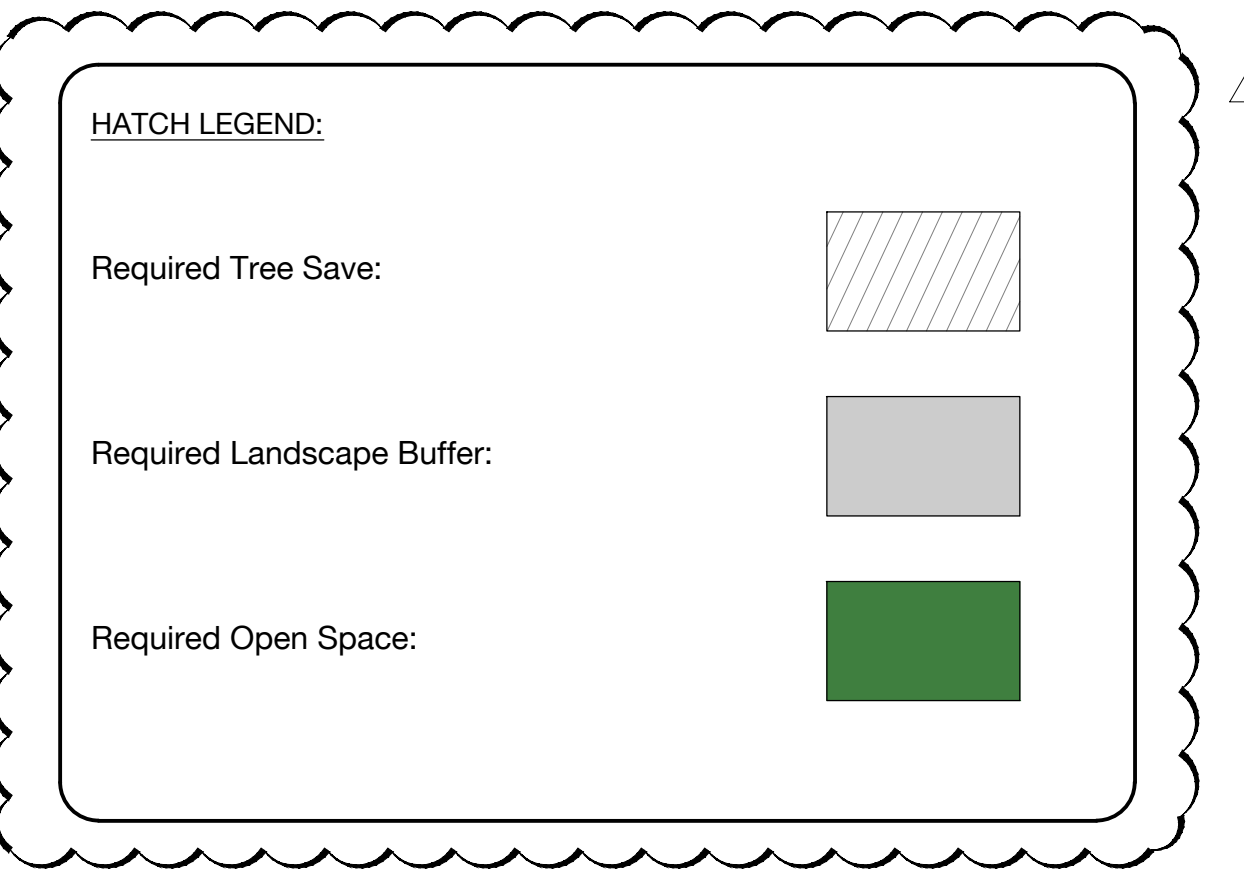 HATCH LEGEND:
Required Tree Save:
Required Landscape Buffer:
Required Open Space: